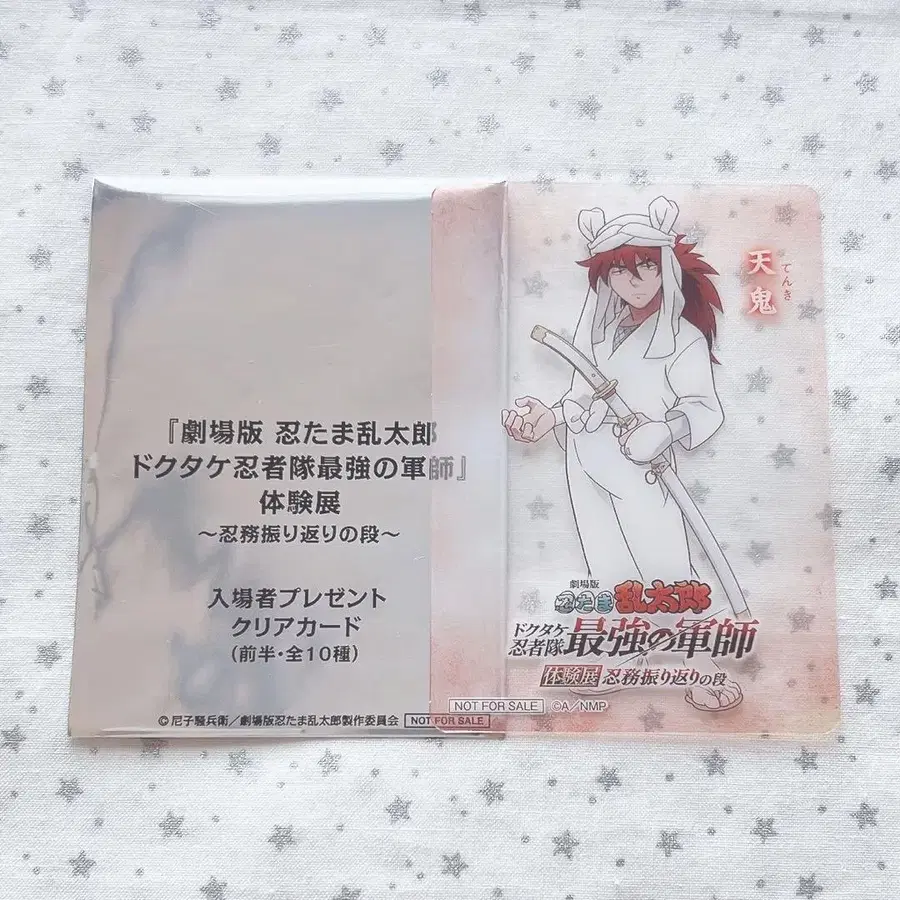 『劇場版 忍たま乱太郎
ドクタケ忍者隊最強の軍師』
体験展
〜忍務振り返りの段〜
入場者プレゼント
クリアカード
(前半・全10種)
©尼子騒兵衛/劇場版忍たま乱太郎製作委員会 NOT FOR SALE
天鬼
てんき
劇場版
忍たま乱太郎
ドクタケ
忍者隊
最強の軍師
体験展 忍務振り返りの段
NOT FOR SALE ©A/NMP